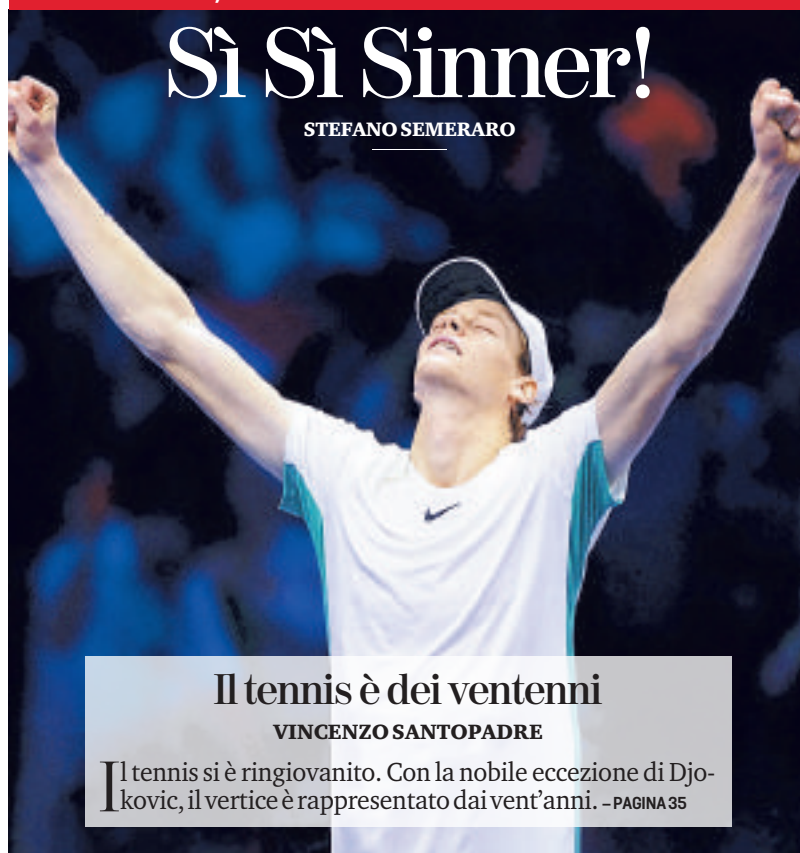 Sì Sì Sinner!
STEFANO SEMERARO
Il tennis è dei ventenni
VINCENZO SANTOPADRE
Il tennis si è ringiovanito. Con la nobile eccezione di Djo-
kovic, il vertice è rappresentato dai vent'anni. – PAGINA 35